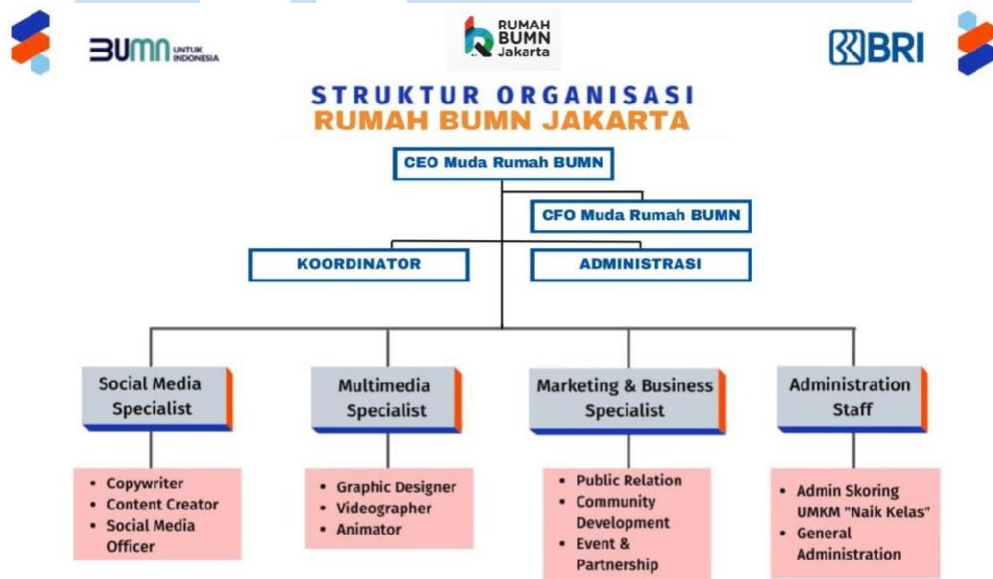 BUMN UNTUK
INDONESIA
RUMAH
BUMN
Jakarta
BRI
STRUKTUR ORGANISASI
RUMAH BUMN JAKARTA
CEO Muda Rumah BUMN
CFO Muda Rumah BUMN
KOORDINATOR
ADMINISTRASI
Social Media
Specialist
Multimedia
Specialist
Marketing & Business
Specialist
Administration
Staff
• Copywriter
• Content Creator
• Social Media
Officer
• Graphic Designer
• Videographer
• Animator
• Public Relation
• Community
Development
• Event &
Partnership
• Admin Skoring
UMKM "Naik Kelas"
• General
Administration